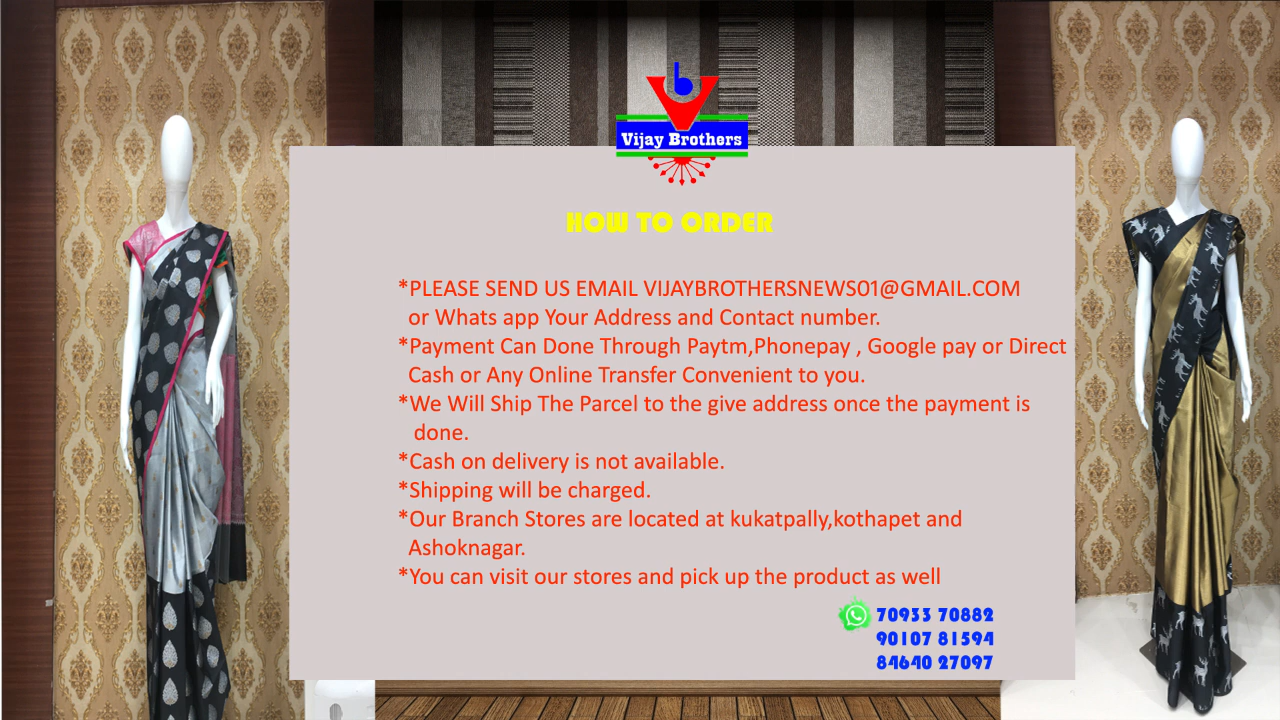 Vijay Brothers
HOW TO ORDER
*PLEASE SEND US EMAIL VIJAYBROTHERSNEWS01@GMAIL.COM
or Whats app Your Address and Contact number.
*Payment Can Done Through Paytm,Phonepay , Google pay or Direct
Cash or Any Online Transfer Convenient to you.
*We Will Ship The Parcel to the give address once the payment is
done.
*Cash on delivery is not available.
*Shipping will be charged.
*Our Branch Stores are located at kukatpally,kothapet and
Ashoknagar.
*You can visit our stores and pick up the product as well
70933 70882
90107 81594
84640 27097